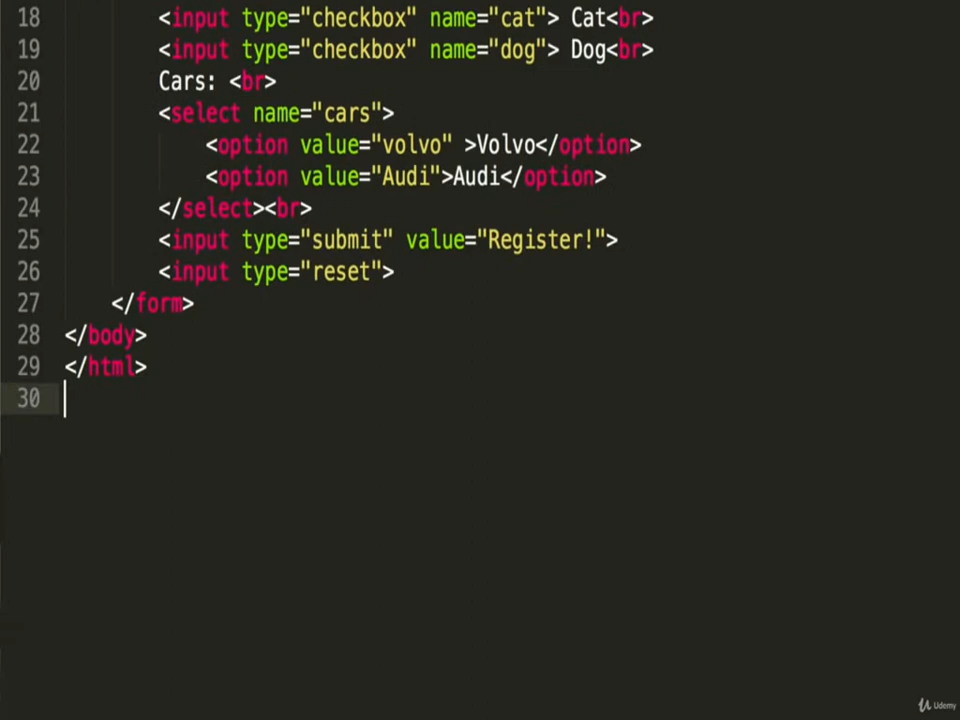 18 <input type="checkbox" name="cat"> Cat<br>
19 <input type="checkbox" name="dog"> Dog<br>
20 Cars: <br>
21 <select name="cars">
22 <option value="volvo" >Volvo</option>
23 <option value="Audi">Audi</option>
24 </select><br>
25 <input type="submit" value="Register!">
26 <input type="reset">
27 </form>
28 </body>
29 </html>
30
Udemy